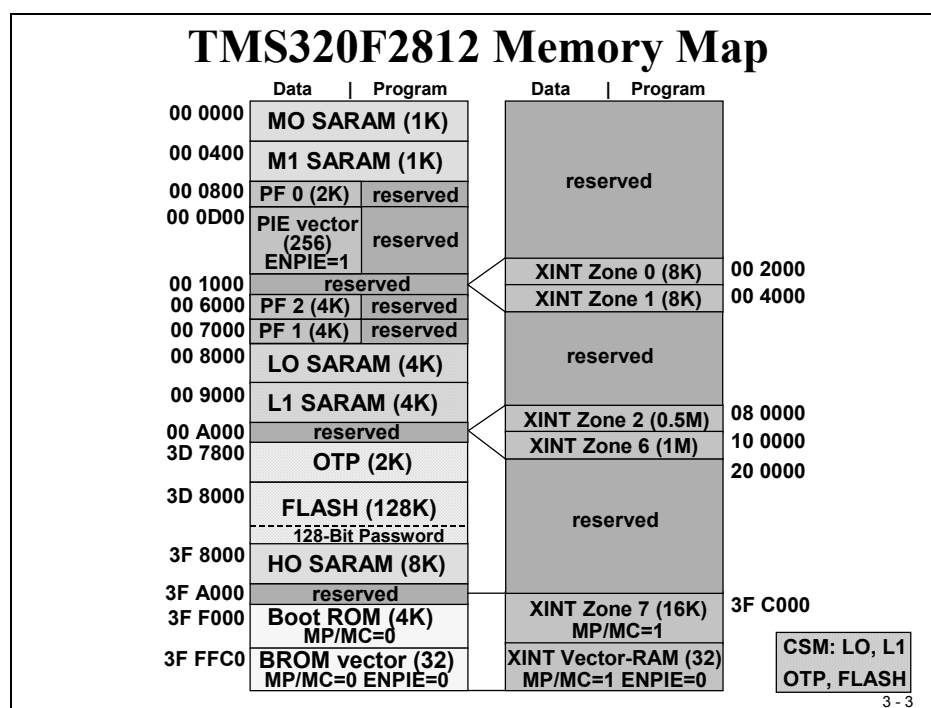 TMS320F2812 Memory Map
Data | Program
00 0000
MO SARAM (1K)
00 0400
M1 SARAM (1K)
00 0800
PF 0 (2K)
reserved
00 0D00
PIE vector
(256)
ENPIE=1
reserved
00 1000
reserved
00 6000
PF 2 (4K)
reserved
00 7000
PF 1 (4K)
reserved
00 8000
LO SARAM (4K)
00 9000
L1 SARAM (4K)
00 A000
reserved
3D 7800
OTP (2K)
3D 8000
FLASH (128K)
128-Bit Password
3F 8000
HO SARAM (8K)
3F A000
reserved
3F F000
Boot ROM (4K)
MP/MC=0
3F FFC0
BROM vector (32)
MP/MC=0 ENPIE=0
Data | Program
reserved
XINT Zone 0 (8K)
00 2000
XINT Zone 1 (8K)
00 4000
reserved
XINT Zone 2 (0.5M)
08 0000
XINT Zone 6 (1M)
10 0000
20 0000
reserved
XINT Zone 7 (16K)
MP/MC=1
3F C000
XINT Vector-RAM (32)
MP/MC=1 ENPIE=0
CSM: LO, L1
OTP, FLASH
3 - 3